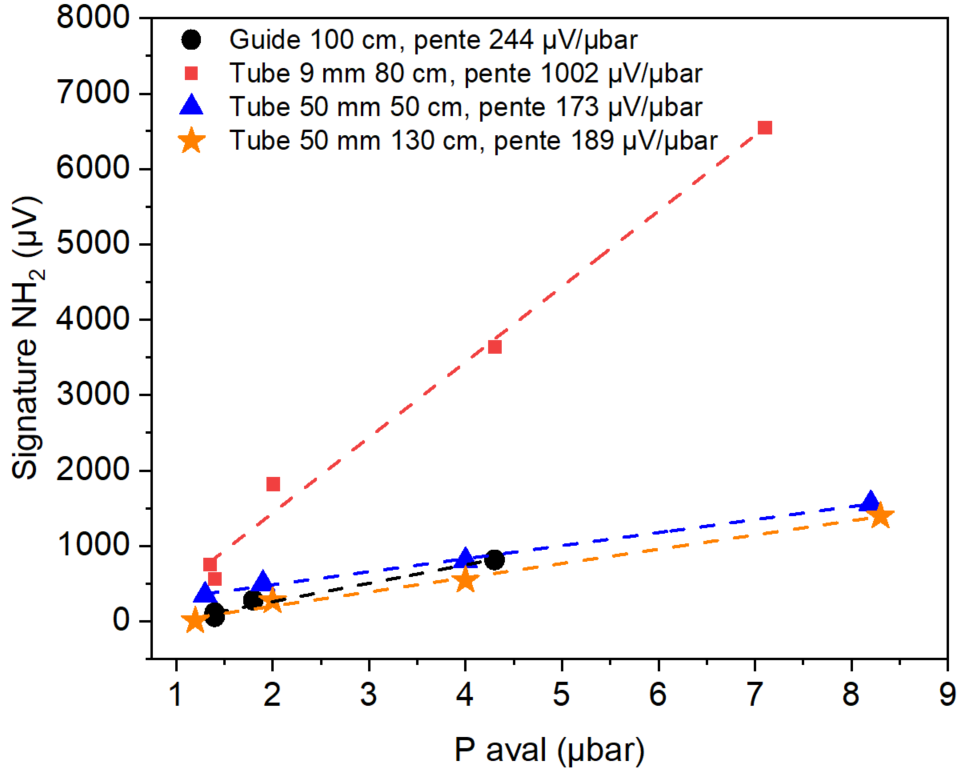 8000
7000
6000
5000
4000
3000
2000
1000
0
Signature NH₂ (µV)
Guide 100 cm, pente 244 µV/µbar
Tube 9 mm 80 cm, pente 1002 µV/µbar
Tube 50 mm 50 cm, pente 173 µV/µbar
Tube 50 mm 130 cm, pente 189 µV/µbar
1 2 3 4 5 6 7 8 9
P aval (µbar)